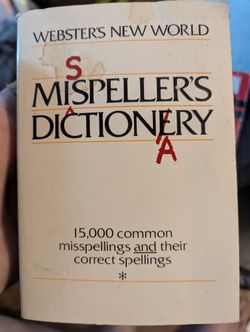 WEBSTER'S NEW WORLD
S
MISPELLER'S
DICTIONERY
A
15,000 common
misspellings and their
correct spellings
*